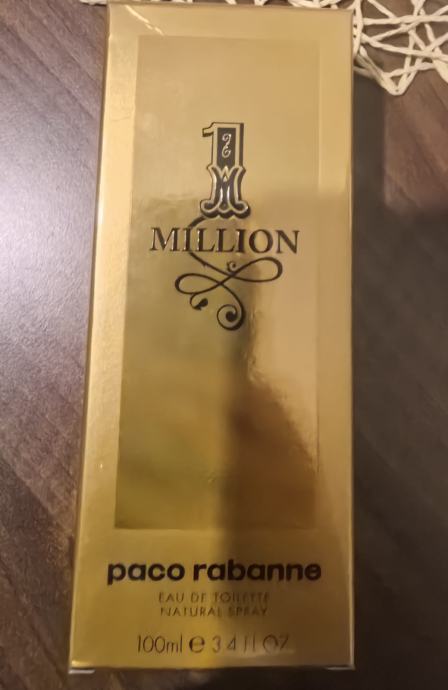 1
MILLION
paco rabanne
EAU DE TOILETTE
NATURAL SPRAY
100ml e 3.4 fl OZ